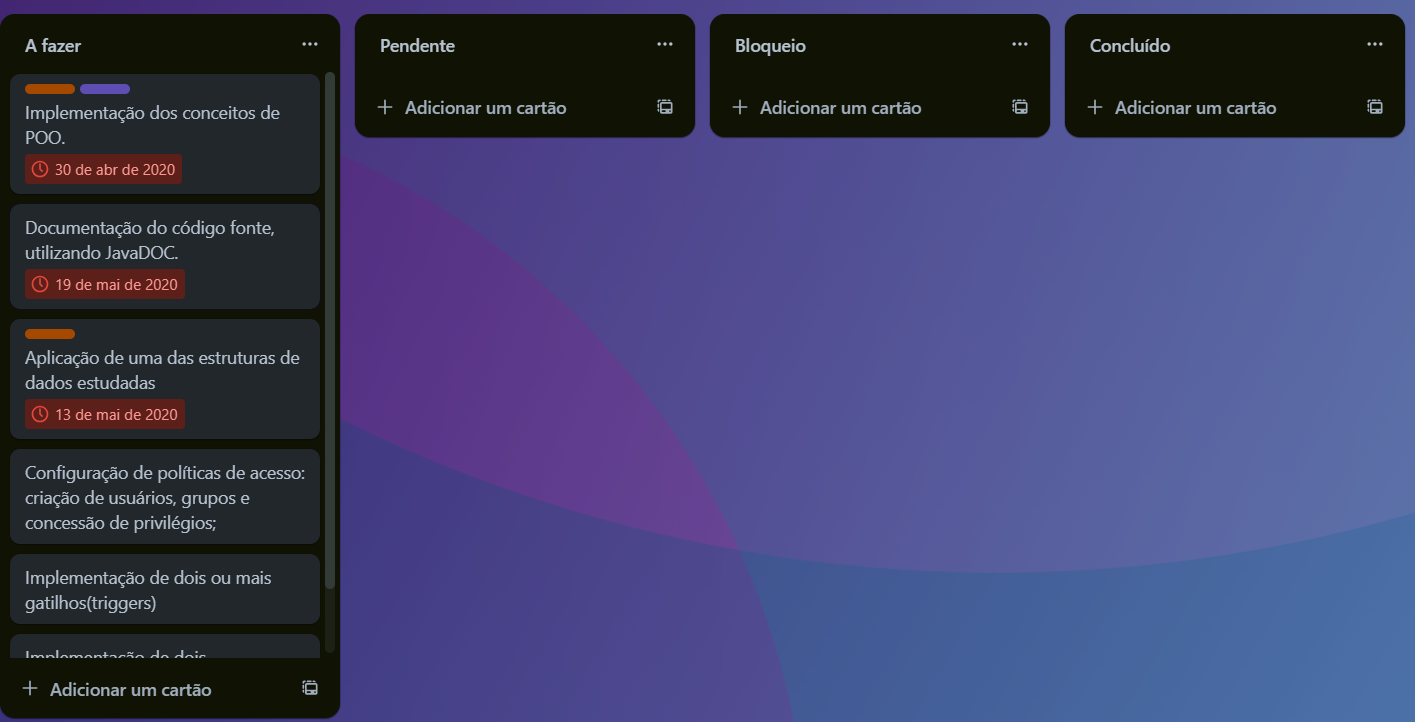 A fazer
Implementação dos conceitos de
POO.
30 de abr de 2020
Documentação do código fonte,
utilizando JavaDOC.
19 de mai de 2020
Aplicação de uma das estruturas de
dados estudadas
13 de mai de 2020
Configuração de políticas de acesso:
criação de usuários, grupos e
concessão de privilégios;
Implementação de dois ou mais
gatilhos(triggers)
Implementação de dois
Adicionar um cartão
Pendente
Adicionar um cartão
Bloqueio
Adicionar um cartão
Concluído
Adicionar um cartão